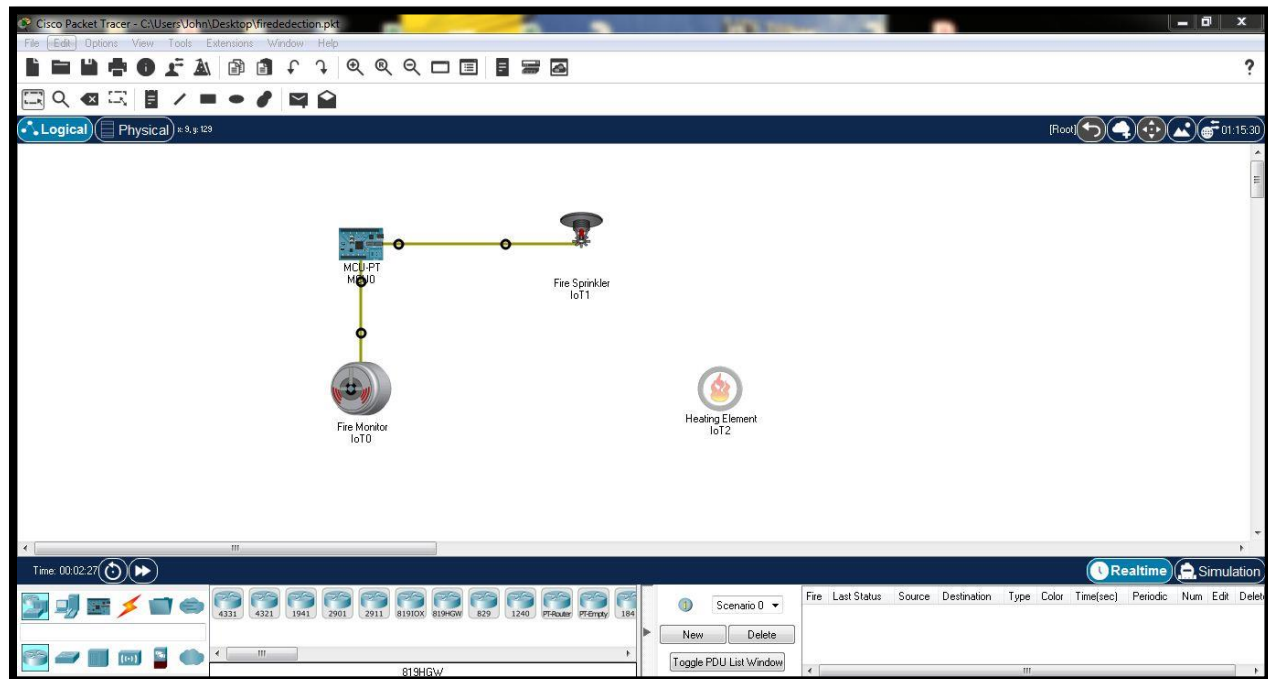 Cisco Packet Tracer - C:\Users\John\Desktop\firededection.pkt
File Edit Options View Tools Extensions Window Help
Logical Physical x: 9, y: 129 [Root] 01:15:30
MCU-PT
MCU0
Fire Sprinkler
IoT1
Fire Monitor
IoT0
Heating Element
IoT2
Time: 00:02:27 Realtime Simulation
4331 4321 1941 2901 2911 819IOX 819HGW 829 1240 PT-Router PT-Empty 184
819HGW
Scenario 0
New Delete
Toggle PDU List Window
Fire Last Status Source Destination Type Color Time(sec) Periodic Num Edit Delet